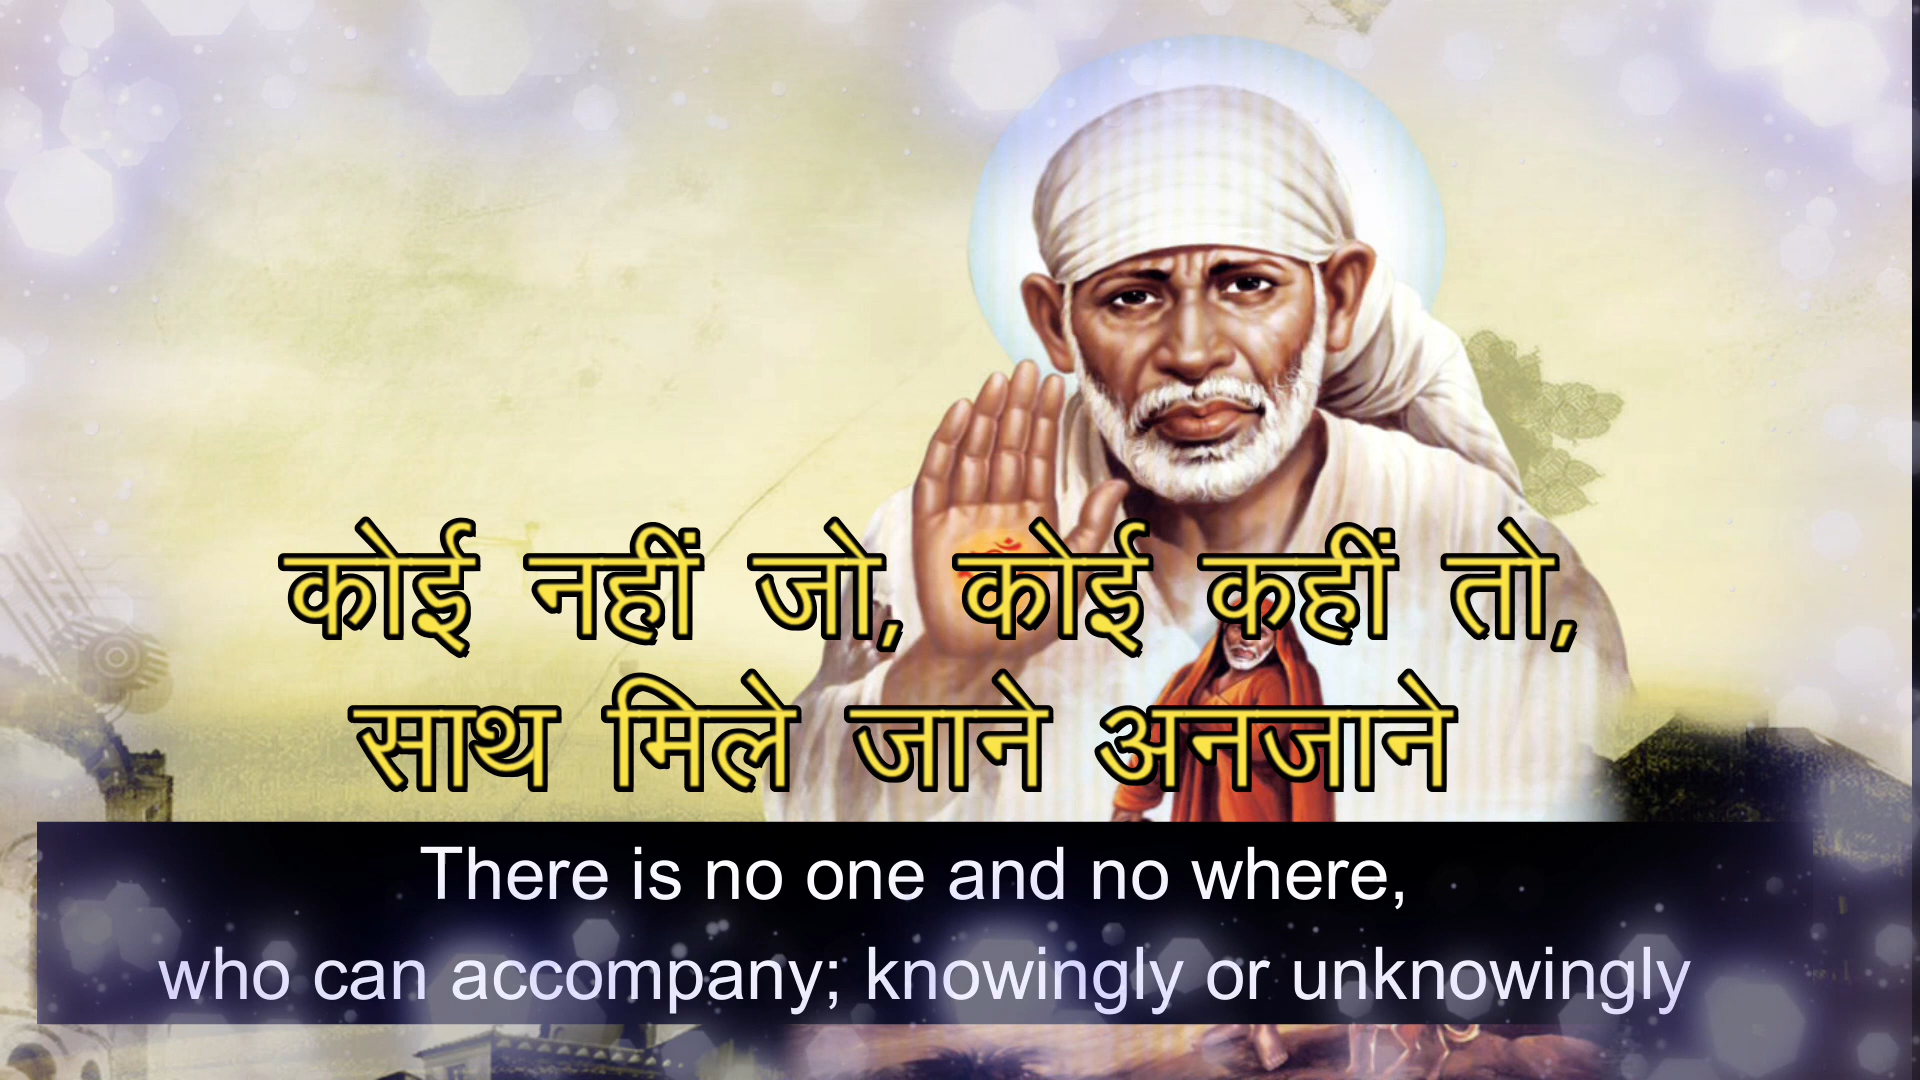 कोई नहीं जो, कोई कहीं तो,
साथ मिले जाने अनजाने
There is no one and no where,
who can accompany; knowingly or unknowingly